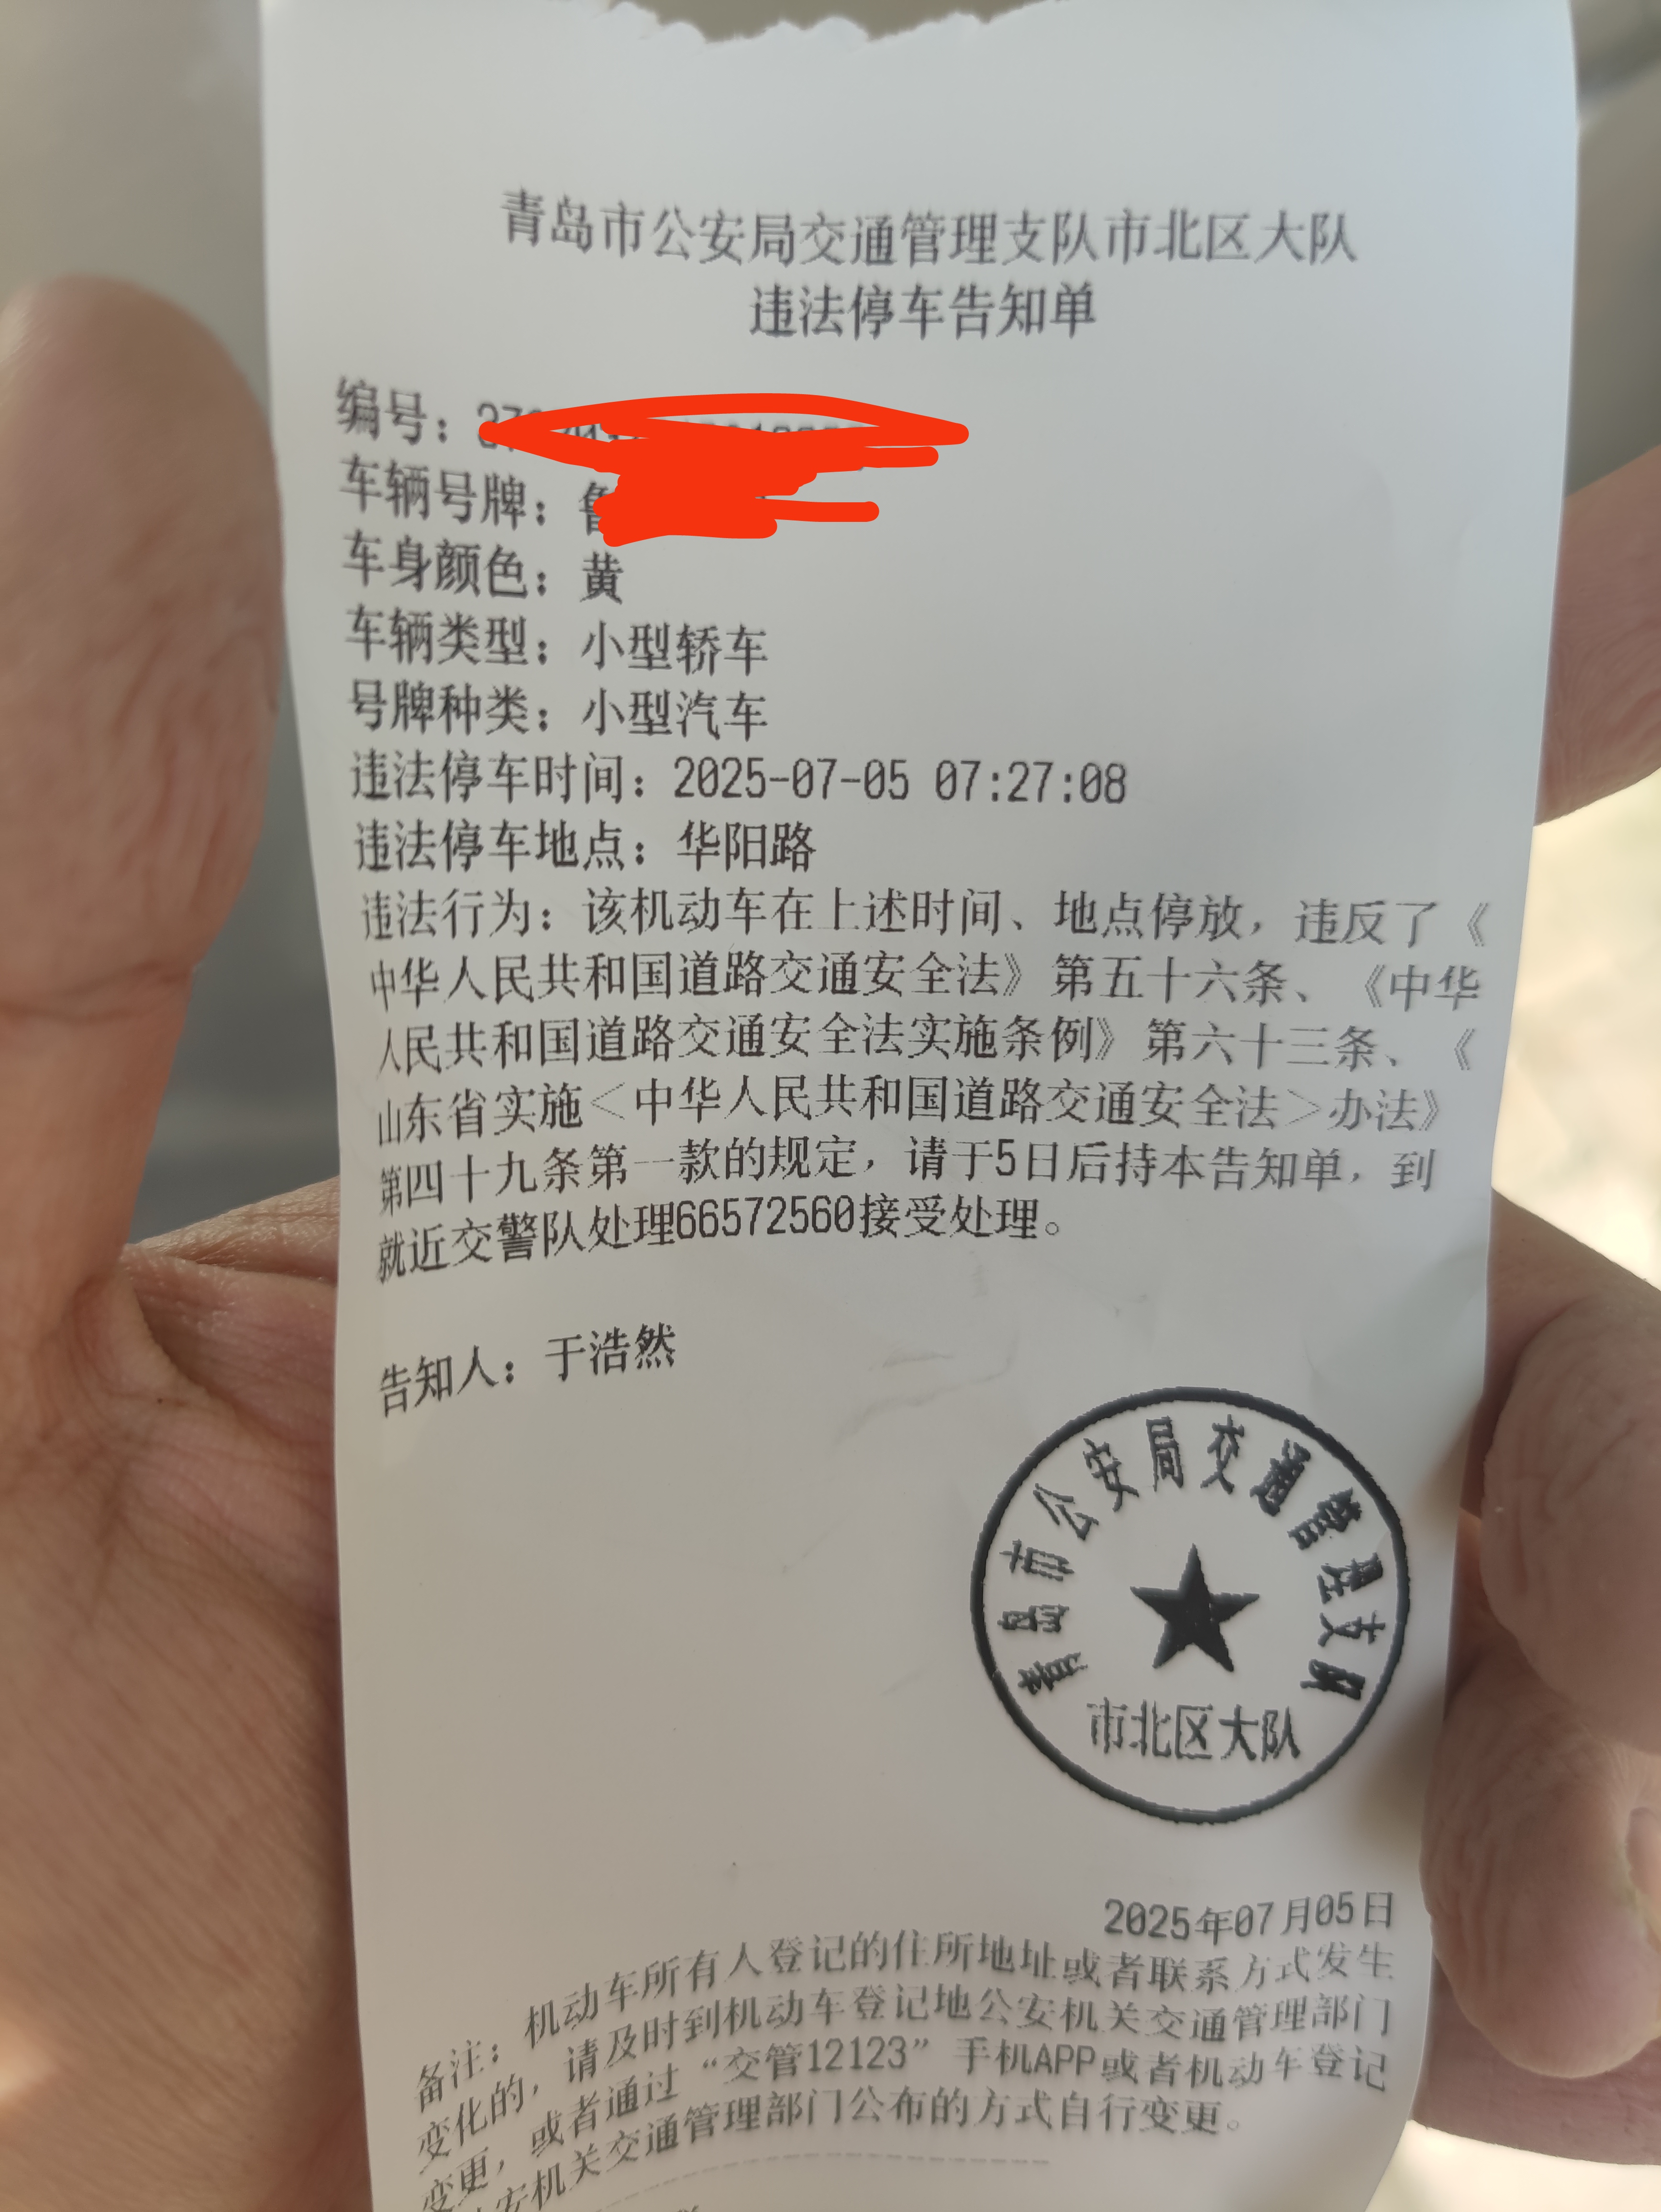 青岛市公安局交通管理支队市北区大队
违法停车告知单
编号：
车辆号牌：鲁
车身颜色：黄
车辆类型：小型轿车
号牌种类：小型汽车
违法停车时间：2025-07-05 07:27:08
违法停车地点：华阳路
违法行为：该机动车在上述时间、地点停放，违反了《
中华人民共和国道路交通安全法》第五十六条、《中华
人民共和国道路交通安全法实施条例》第六十三条、《
山东省实施<中华人民共和国道路交通安全法>办法》
第四十九条第一款的规定，请于5日后持本告知单，到
就近交警队处理66572560接受处理。
告知人：于浩然
青岛市公安局交通管理支队
市北区大队
2025年07月05日
备注：机动车所有人登记的住所地址或者联系方式发生
变化的，请及时到机动车登记地公安机关交通管理部门
变更，或者通过“交管12123”手机APP或者机动车登记
安机关交通管理部门公布的方式自行变更。